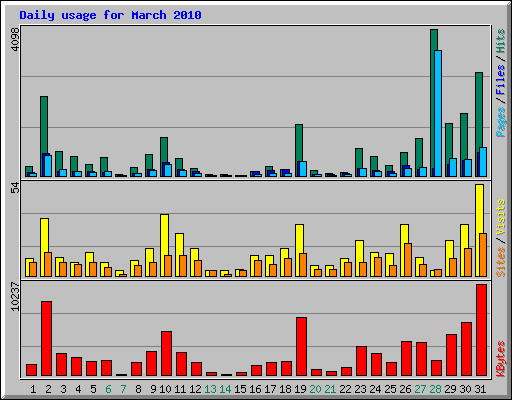 Daily usage for March 2010
4098
54
10237
Pages / Files / Hits
Sites / Visits
KBytes
1 2 3 4 5 6 7 8 9 10 11 12 13 14 15 16 17 18 19 20 21 22 23 24 25 26 27 28 29 30 31